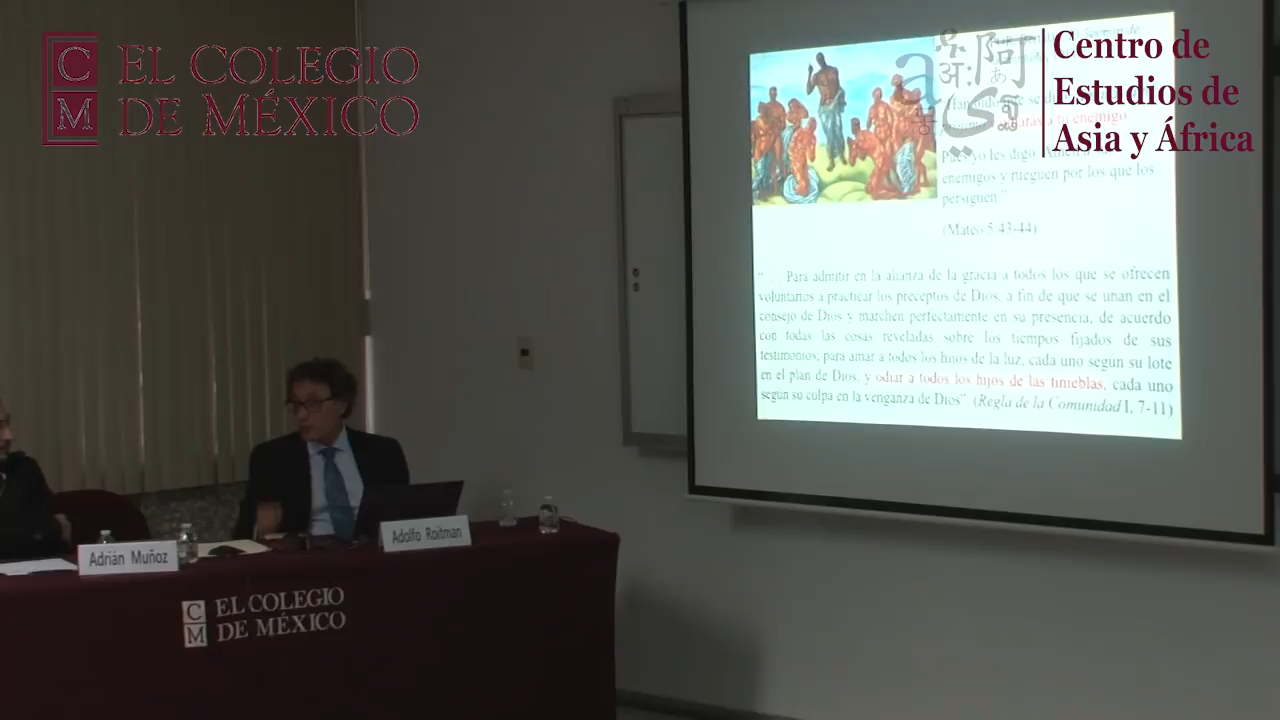 EL COLEGIO
DE MÉXICO
CM
Centro de
Estudios de
Asia y África
enemigos y rueguen por los que los
persiguen"
(Mateo 5:43-44)
"... Para admitir en la alianza de la gracia a todos los que se ofrecen
voluntarios a practicar los preceptos de Dios, a fin de que se unan en el
consejo de Dios y marchen perfectamente en su presencia, de acuerdo
con todas las cosas reveladas sobre los tiempos fijados de sus
testimonios, para amar a todos los hijos de la luz, cada uno según su lote
en el plan de Dios, y odiar a todos los hijos de las tinieblas, cada uno
según su culpa en la venganza de Dios" (Regla de la Comunidad I, 7-11)
Adrián Muñoz
Adolfo Roitman
CM
EL COLEGIO
DE MÉXICO